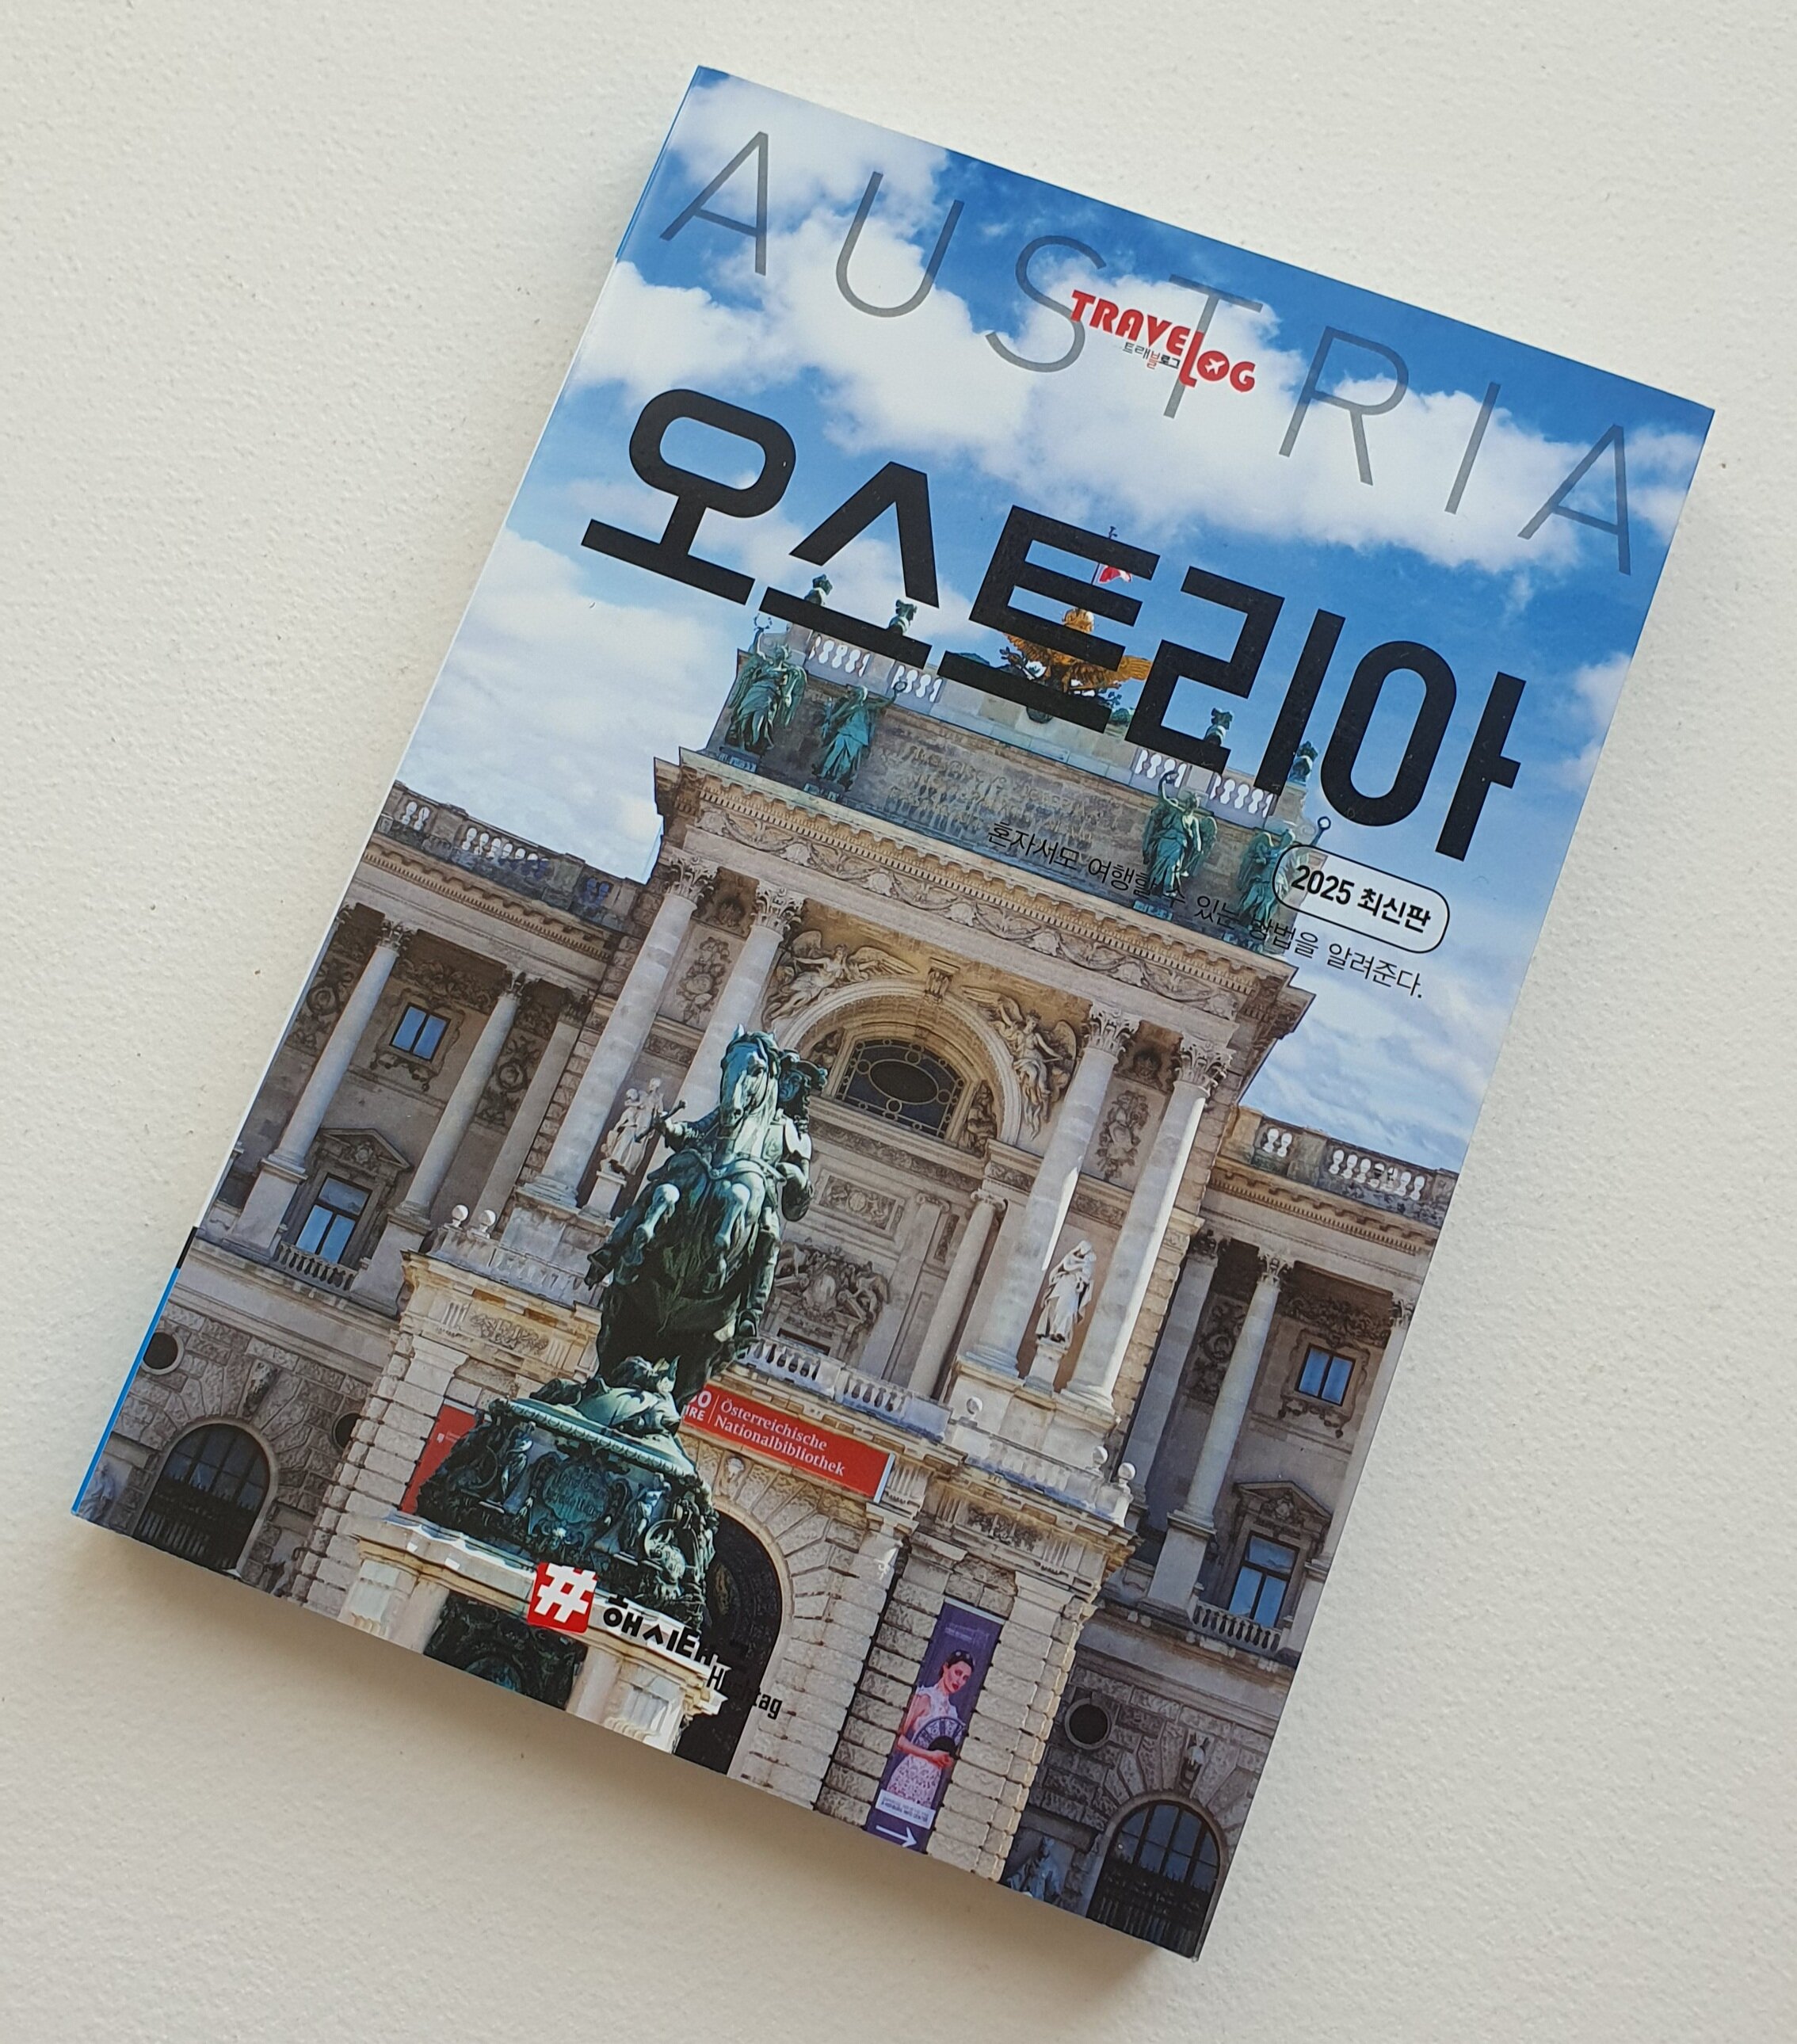 AUSTRIA
TRAVELOG
트래블로그
오스트리아
2025 최신판
혼자서도 여행할 수 있는 방법을 알려준다.
Österreichische
Nationalbibliothek
해시태그
tag